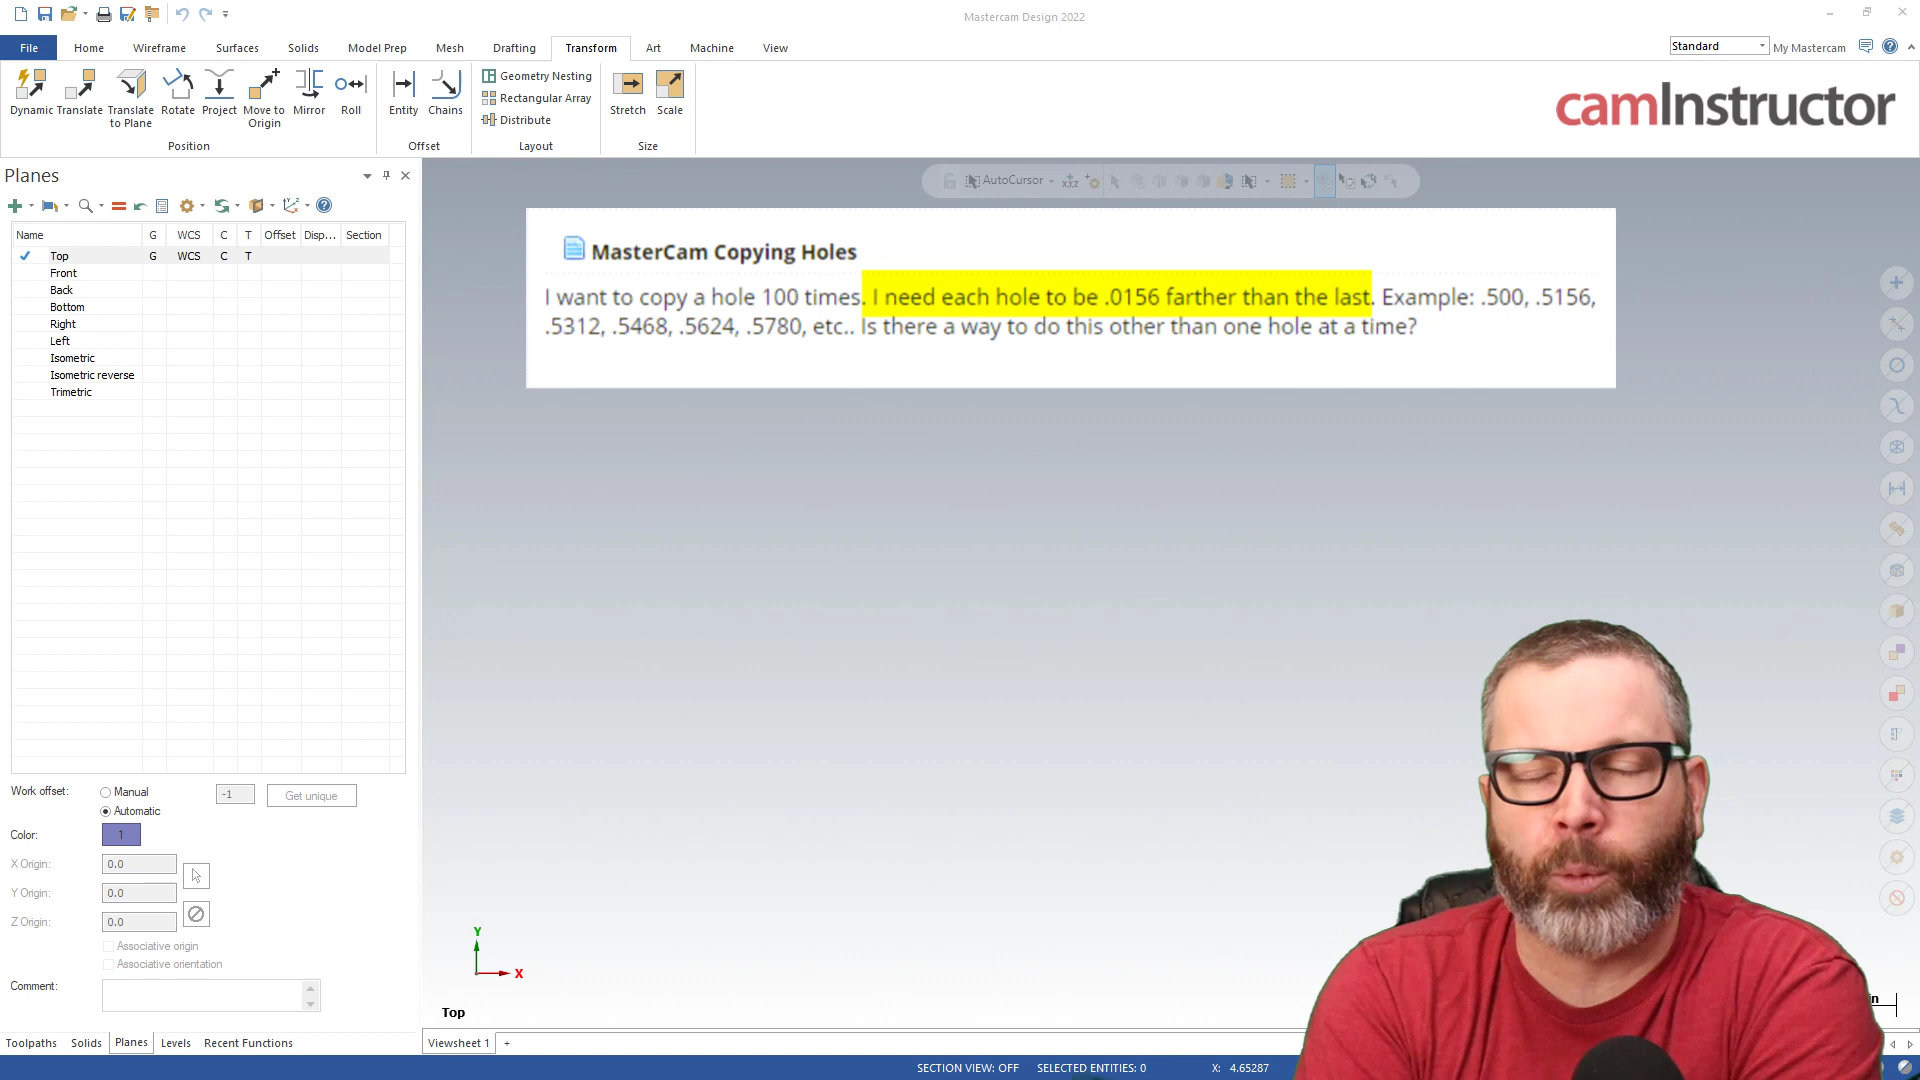 Mastercam Design 2022
File Home Wireframe Surfaces Solids Model Prep Mesh Drafting Transform Art Machine View
Standard My Mastercam
Dynamic Translate Translate to Plane Rotate Project Move to Origin Mirror Roll
Position
Entity Chains
Offset
Geometry Nesting
Rectangular Array
Distribute
Layout
Stretch Scale
Size
camInstructor
Planes
AutoCursor
Name G WCS C T Offset Disp... Section
Top G WCS C T
Front
Back
Bottom
Right
Left
Isometric
Isometric reverse
Trimetric
MasterCam Copying Holes
I want to copy a hole 100 times. I need each hole to be .0156 farther than the last. Example: .500, .5156,
.5312, .5468, .5624, .5780, etc.. Is there a way to do this other than one hole at a time?
Work offset: Manual -1 Get unique
Automatic
Color: 1
X Origin: 0.0
Y Origin: 0.0
Z Origin: 0.0
Associative origin
Associative orientation
Comment:
Y
X
Top
in
Toolpaths Solids Planes Levels Recent Functions
Viewsheet 1 +
SECTION VIEW: OFF SELECTED ENTITIES: 0 X: 4.65287